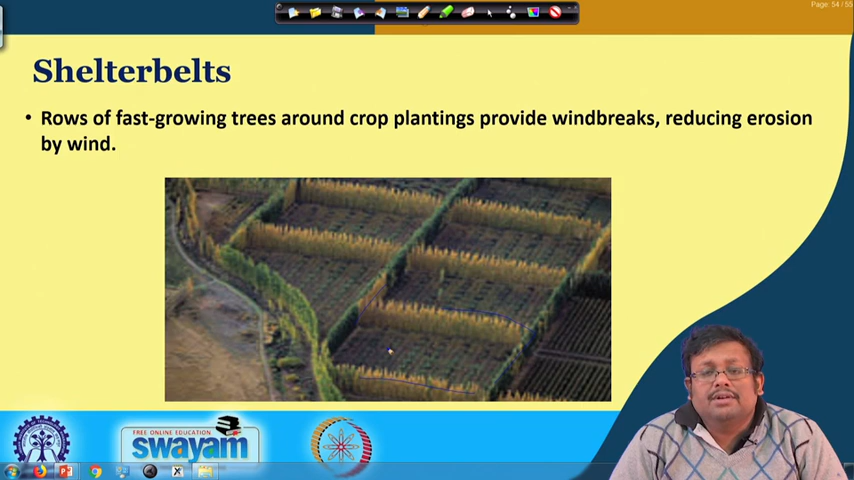 Page: 54 / 55
Shelterbelts
• Rows of fast-growing trees around crop plantings provide windbreaks, reducing erosion
by wind.
FREE ONLINE EDUCATION
swayam